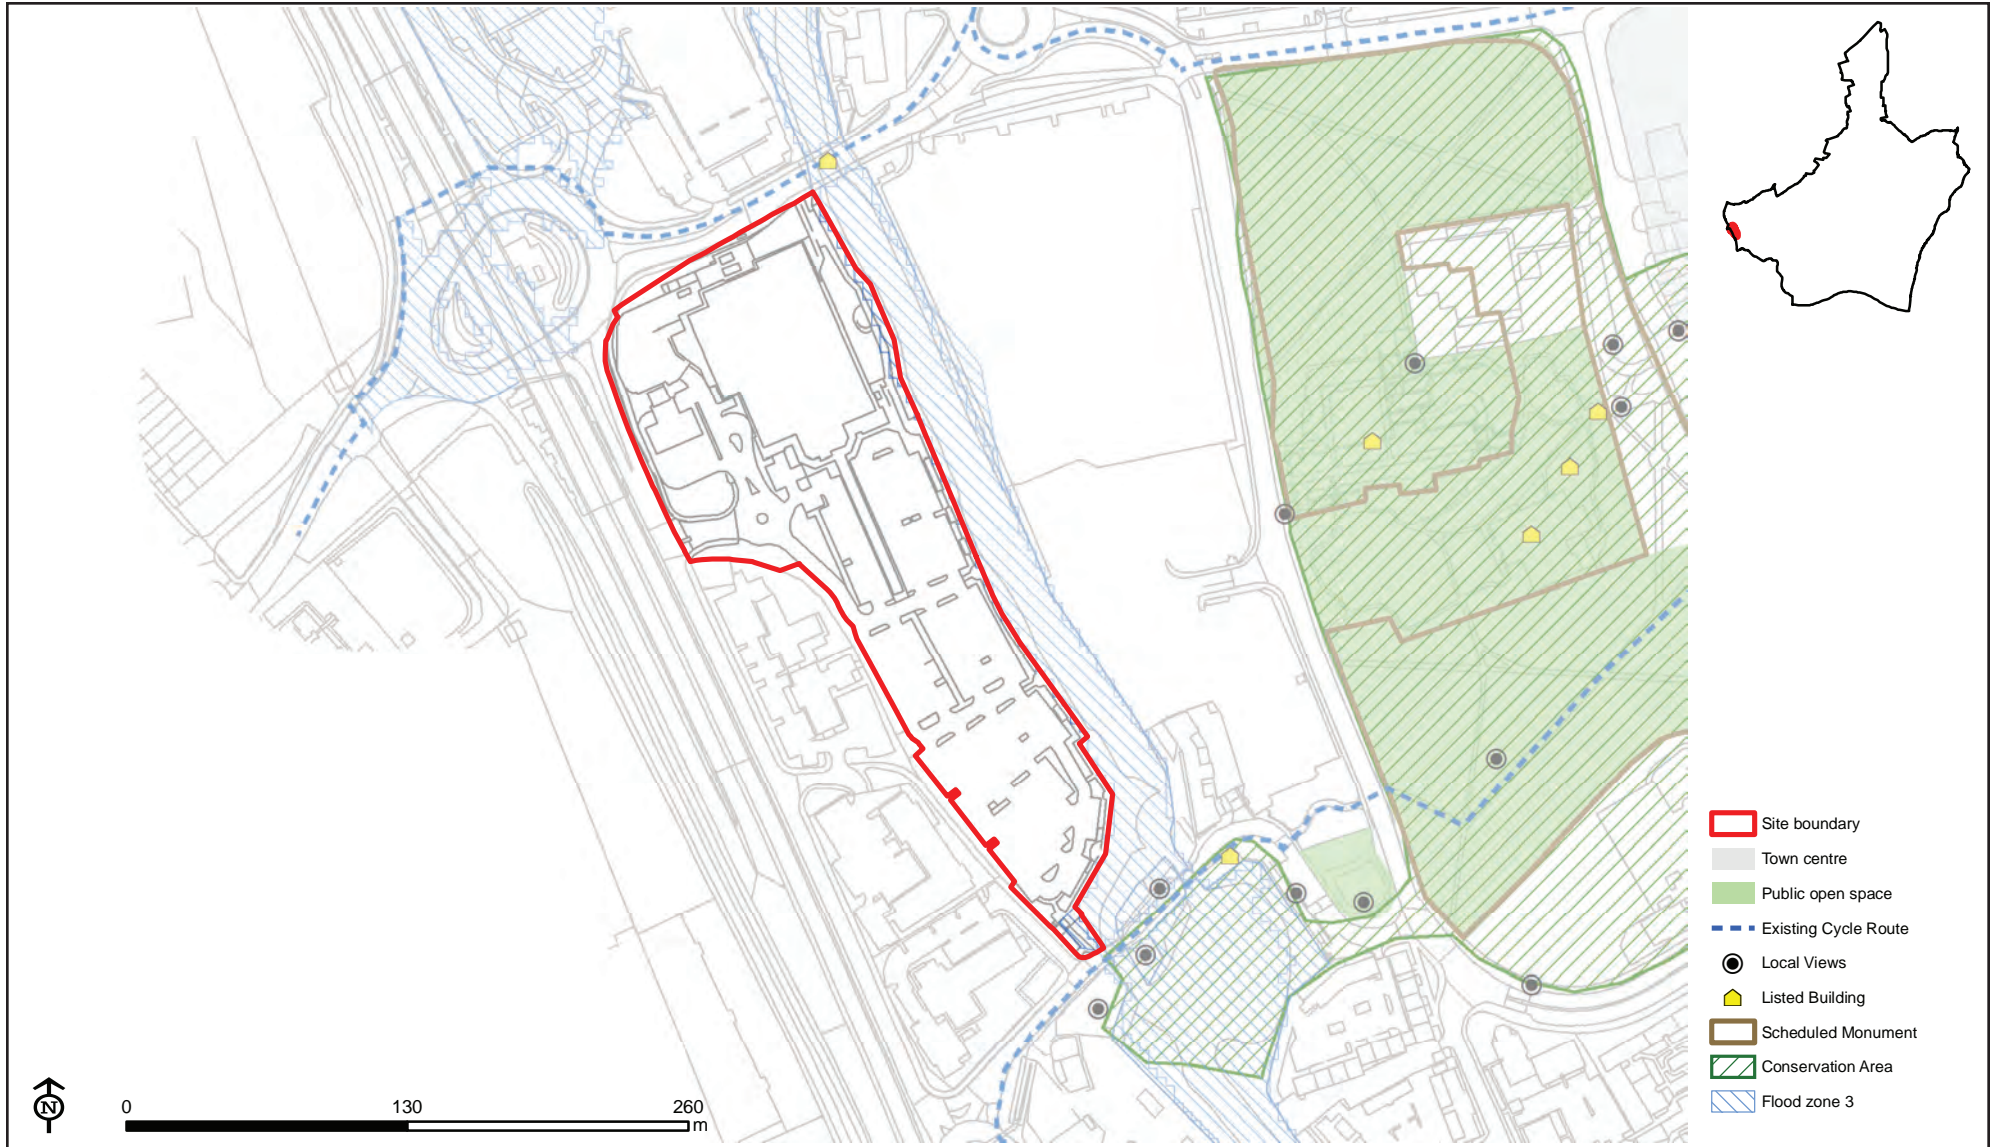 Site boundary
Town centre
Public open space
Existing Cycle Route
Local Views
Listed Building
Scheduled Monument
Conservation Area
Flood zone 3
N
0 130 260
m